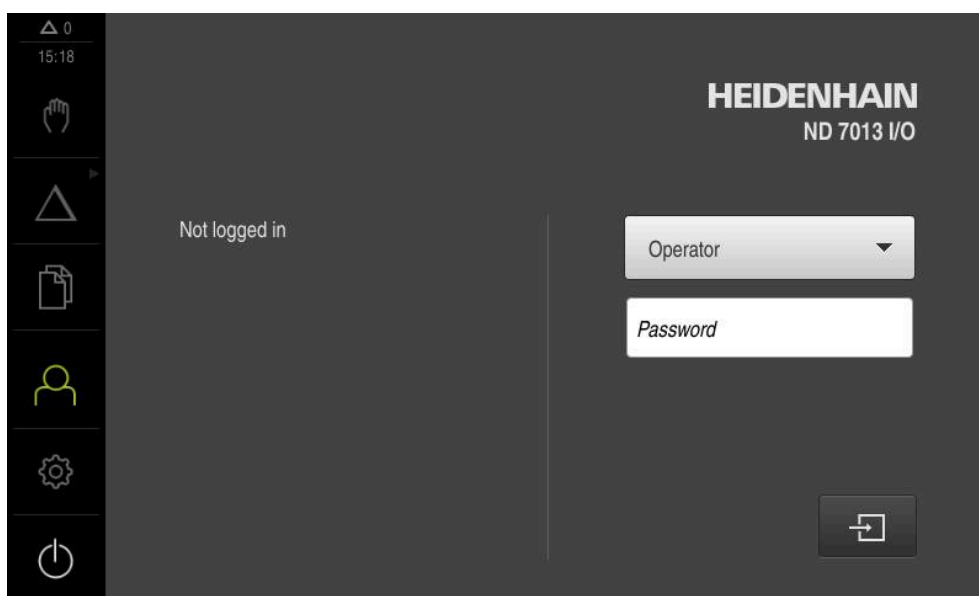 0
15:18
HEIDENHAIN
ND 7013 I/O
Not logged in
Operator
Password